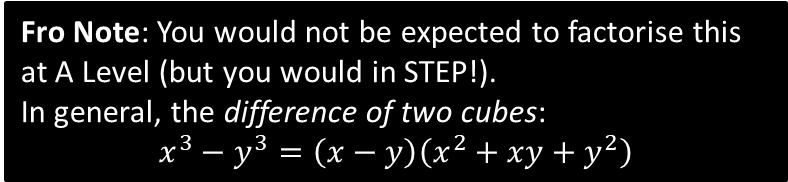 Fro Note: You would not be expected to factorise this
at A Level (but you would in STEP!).
In general, the difference of two cubes:
x³ − y³ = (x − y)(x² + xy + y²)